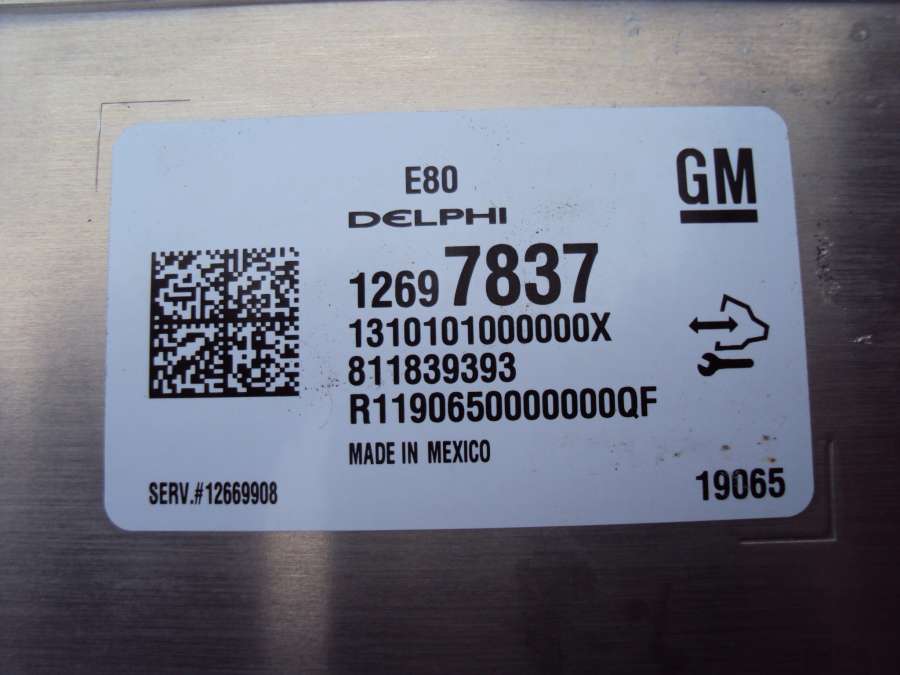 E80
GM
DELPHI
12697837
1310101000000X
811839393
R1190650000000QF
MADE IN MEXICO
SERV.#12669908
19065